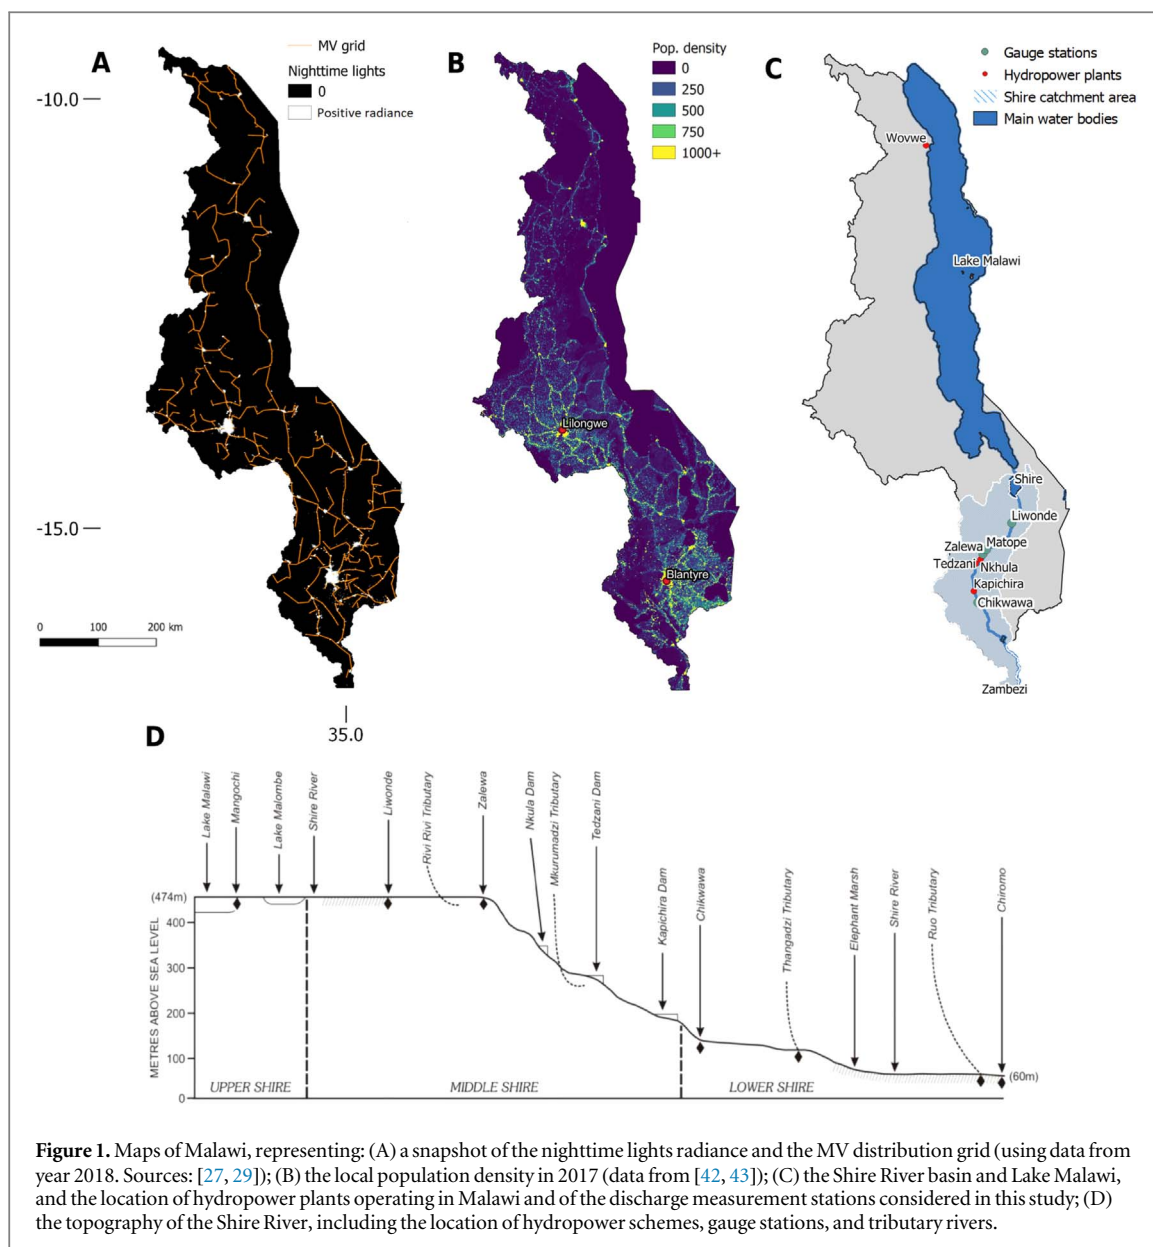 A
MV grid
Nighttime lights
0
Positive radiance
-10.0
-15.0
0 100 200 km
35.0
B
Pop. density
0
250
500
750
1000+
Lilongwe
Blantyre
C
Gauge stations
Hydropower plants
Shire catchment area
Main water bodies
Wovwe
Lake Malawi
Shire
Liwonde
Zalewa
Matope
Tedzani
Nkhula
Kapichira
Chikwawa
Zambezi
D
Lake Malawi
Mangochi
Lake Malombe
Shire River
Liwonde
Rivi Rivi Tributary
Zalewa
Nkula Dam
Mkurumadzi Tributary
Tedzani Dam
Kapichira Dam
Chikwawa
Thangadzi Tributary
Elephant Marsh
Shire River
Ruo Tributary
Chiromo
METRES ABOVE SEA LEVEL
(474m)
400
300
200
100
0
(60m)
UPPER SHIRE
MIDDLE SHIRE
LOWER SHIRE
Figure 1. Maps of Malawi, representing: (A) a snapshot of the nighttime lights radiance and the MV distribution grid (using data from
year 2018. Sources: [27, 29]); (B) the local population density in 2017 (data from [42, 43]); (C) the Shire River basin and Lake Malawi,
and the location of hydropower plants operating in Malawi and of the discharge measurement stations considered in this study; (D)
the topography of the Shire River, including the location of hydropower schemes, gauge stations, and tributary rivers.